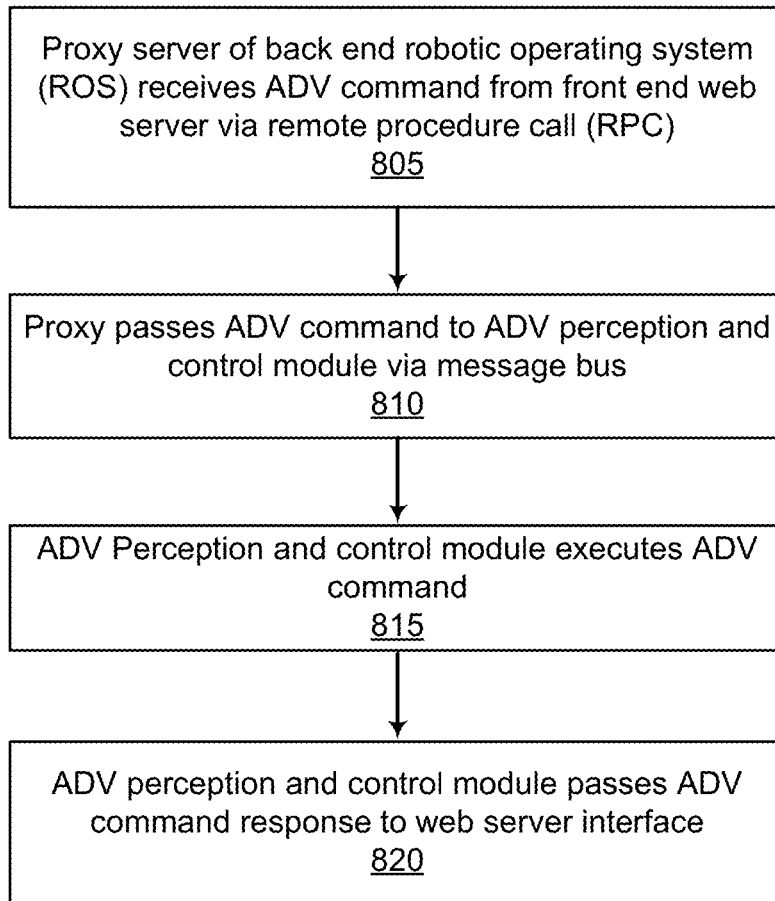 Proxy server of back end robotic operating system
(ROS) receives ADV command from front end web
server via remote procedure call (RPC)
805
Proxy passes ADV command to ADV perception and
control module via message bus
810
ADV Perception and control module executes ADV
command
815
ADV perception and control module passes ADV
command response to web server interface
820